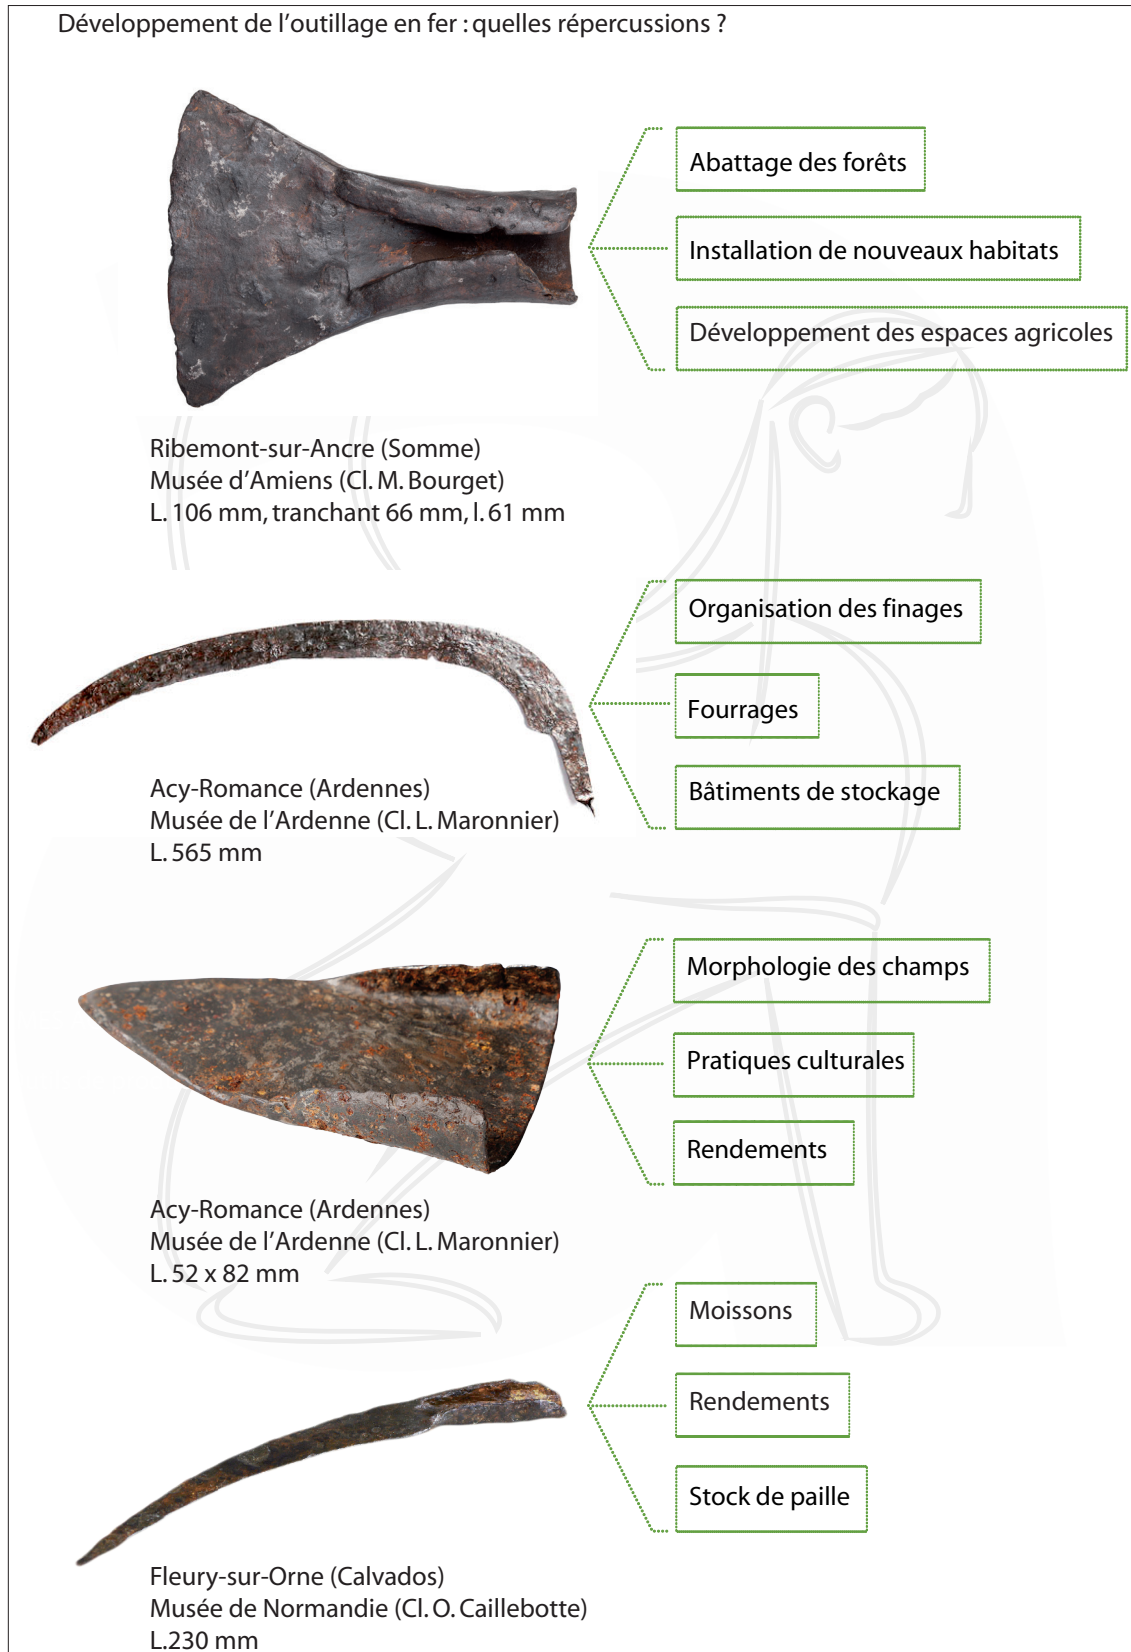 Développement de l'outillage en fer : quelles répercussions ?
Abattage des forêts
Installation de nouveaux habitats
Développement des espaces agricoles
Ribemont-sur-Ancre (Somme)
Musée d'Amiens (Cl. M. Bourget)
L. 106 mm, tranchant 66 mm, l. 61 mm
Organisation des finages
Fourrages
Bâtiments de stockage
Acy-Romance (Ardennes)
Musée de l'Ardenne (Cl. L. Maronnier)
L. 565 mm
Morphologie des champs
Pratiques culturales
Rendements
Acy-Romance (Ardennes)
Musée de l'Ardenne (Cl. L. Maronnier)
L. 52 x 82 mm
Moissons
Rendements
Stock de paille
Fleury-sur-Orne (Calvados)
Musée de Normandie (Cl. O. Caillebotte)
L.230 mm